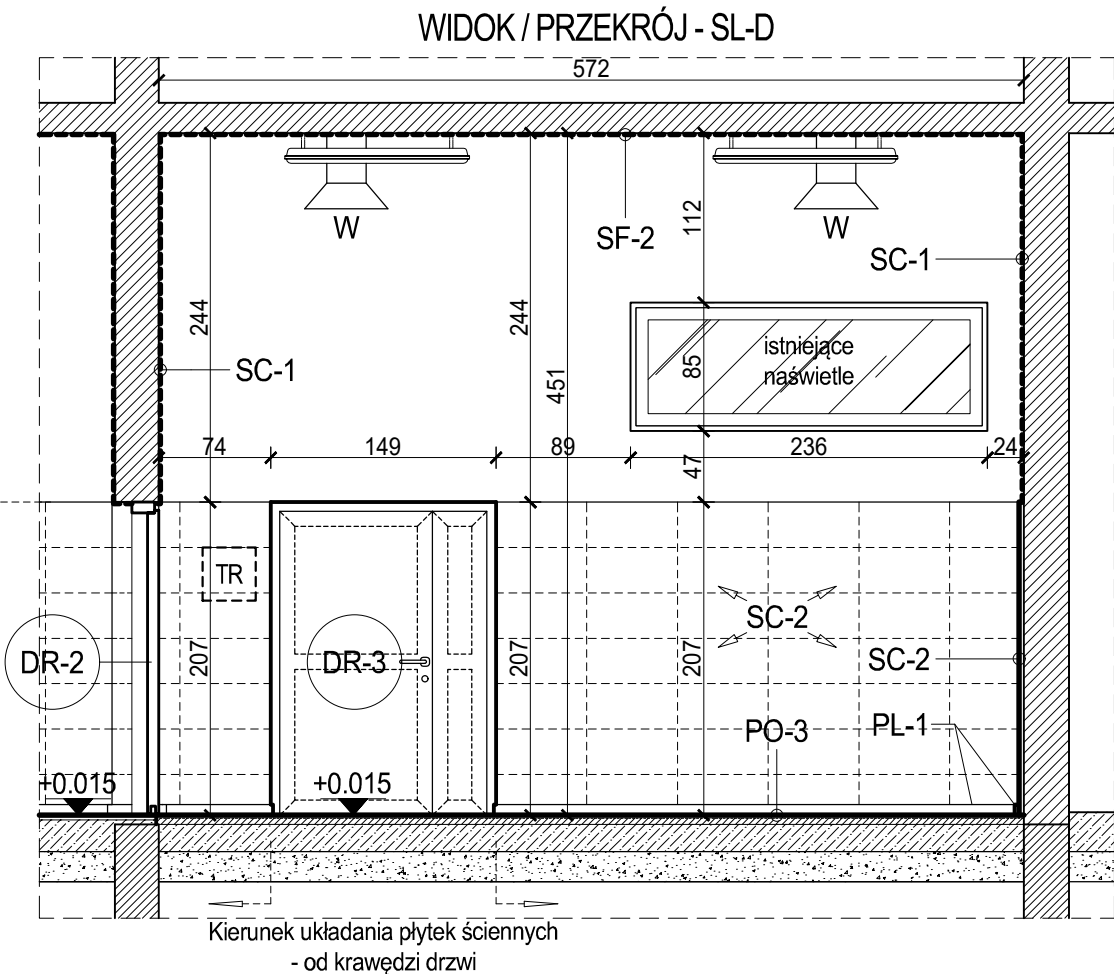 WIDOK / PRZEKRÓJ - SL-D
572
W
W
SF-2
112
SC-1
244
244
451
istniejące
naświetle
85
SC-1
74
149
89
236
24
47
TR
SC-2
DR-2
207
DR-3
207
207
SC-2
PO-3
PL-1
+0.015
+0.015
Kierunek układania płytek ściennych
- od krawędzi drzwi